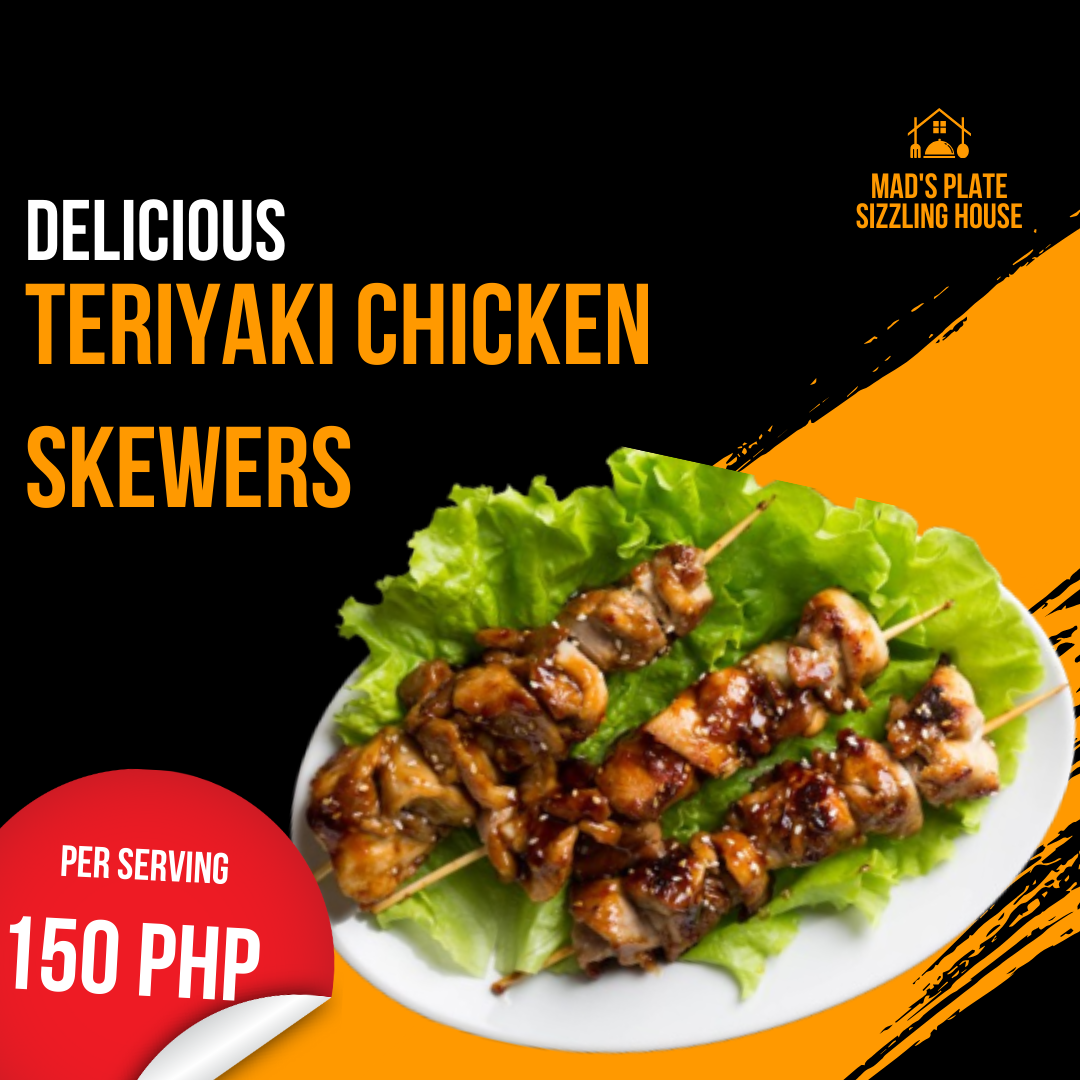 MAD'S PLATE
SIZZLING HOUSE
DELICIOUS
TERIYAKI CHICKEN
SKEWERS
PER SERVING
150 PHP